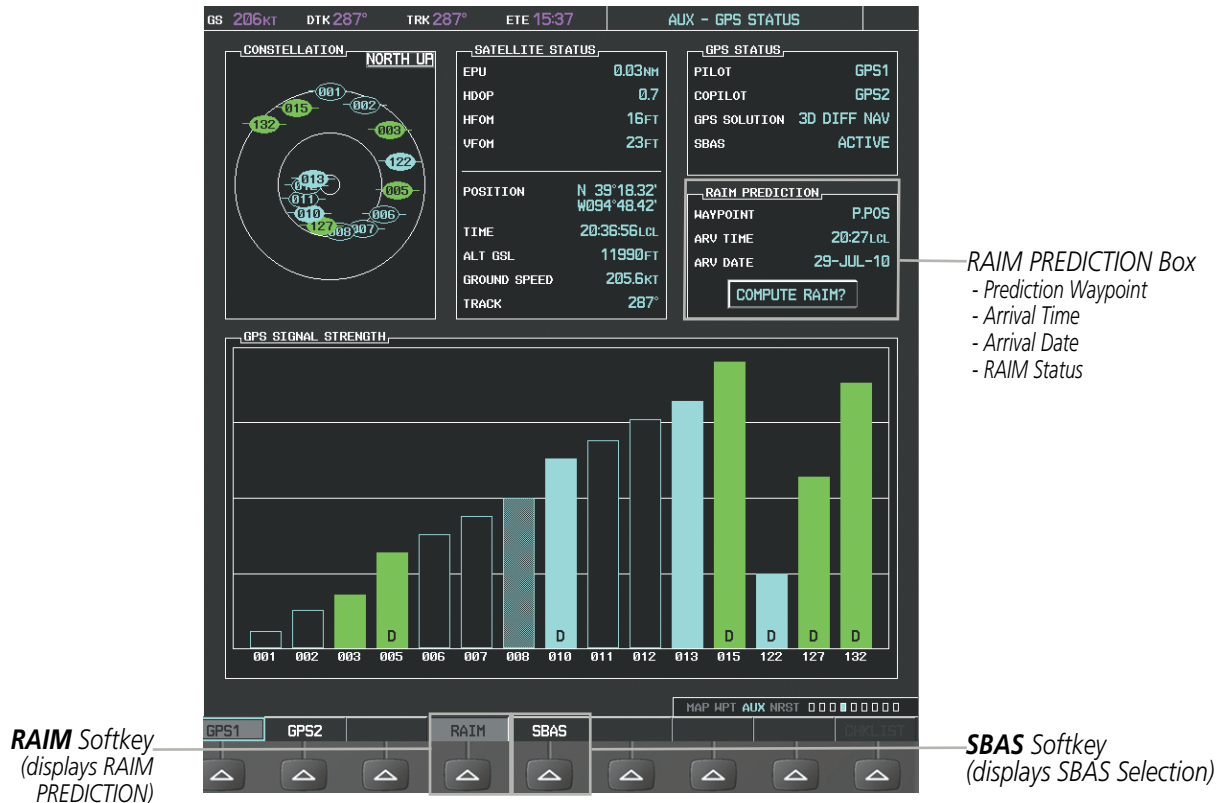 GS 206KT DTK 287° TRK 287° ETE 15:37 AUX - GPS STATUS
CONSTELLATION
NORTH UP
001
002
015
132
003
122
013
005
011
010
006
127
008
007
SATELLITE STATUS
EPU 0.03NM
HDOP 0.7
HFOM 16FT
VFOM 23FT
POSITION N 39°18.32'
W094°48.42'
TIME 20:36:56LCL
ALT GSL 11990FT
GROUND SPEED 205.6KT
TRACK 287°
GPS STATUS
PILOT GPS1
COPILOT GPS2
GPS SOLUTION 3D DIFF NAV
SBAS ACTIVE
RAIM PREDICTION
WAYPOINT P.POS
ARV TIME 20:27LCL
ARV DATE 29-JUL-10
COMPUTE RAIM?
RAIM PREDICTION Box
- Prediction Waypoint
- Arrival Time
- Arrival Date
- RAIM Status
GPS SIGNAL STRENGTH
D D D D D D
001 002 003 005 006 007 008 010 011 012 013 015 122 127 132
MAP WPT AUX NRST
GPS1 GPS2 RAIM SBAS CHKLIST
RAIM Softkey
(displays RAIM
PREDICTION)
SBAS Softkey
(displays SBAS Selection)